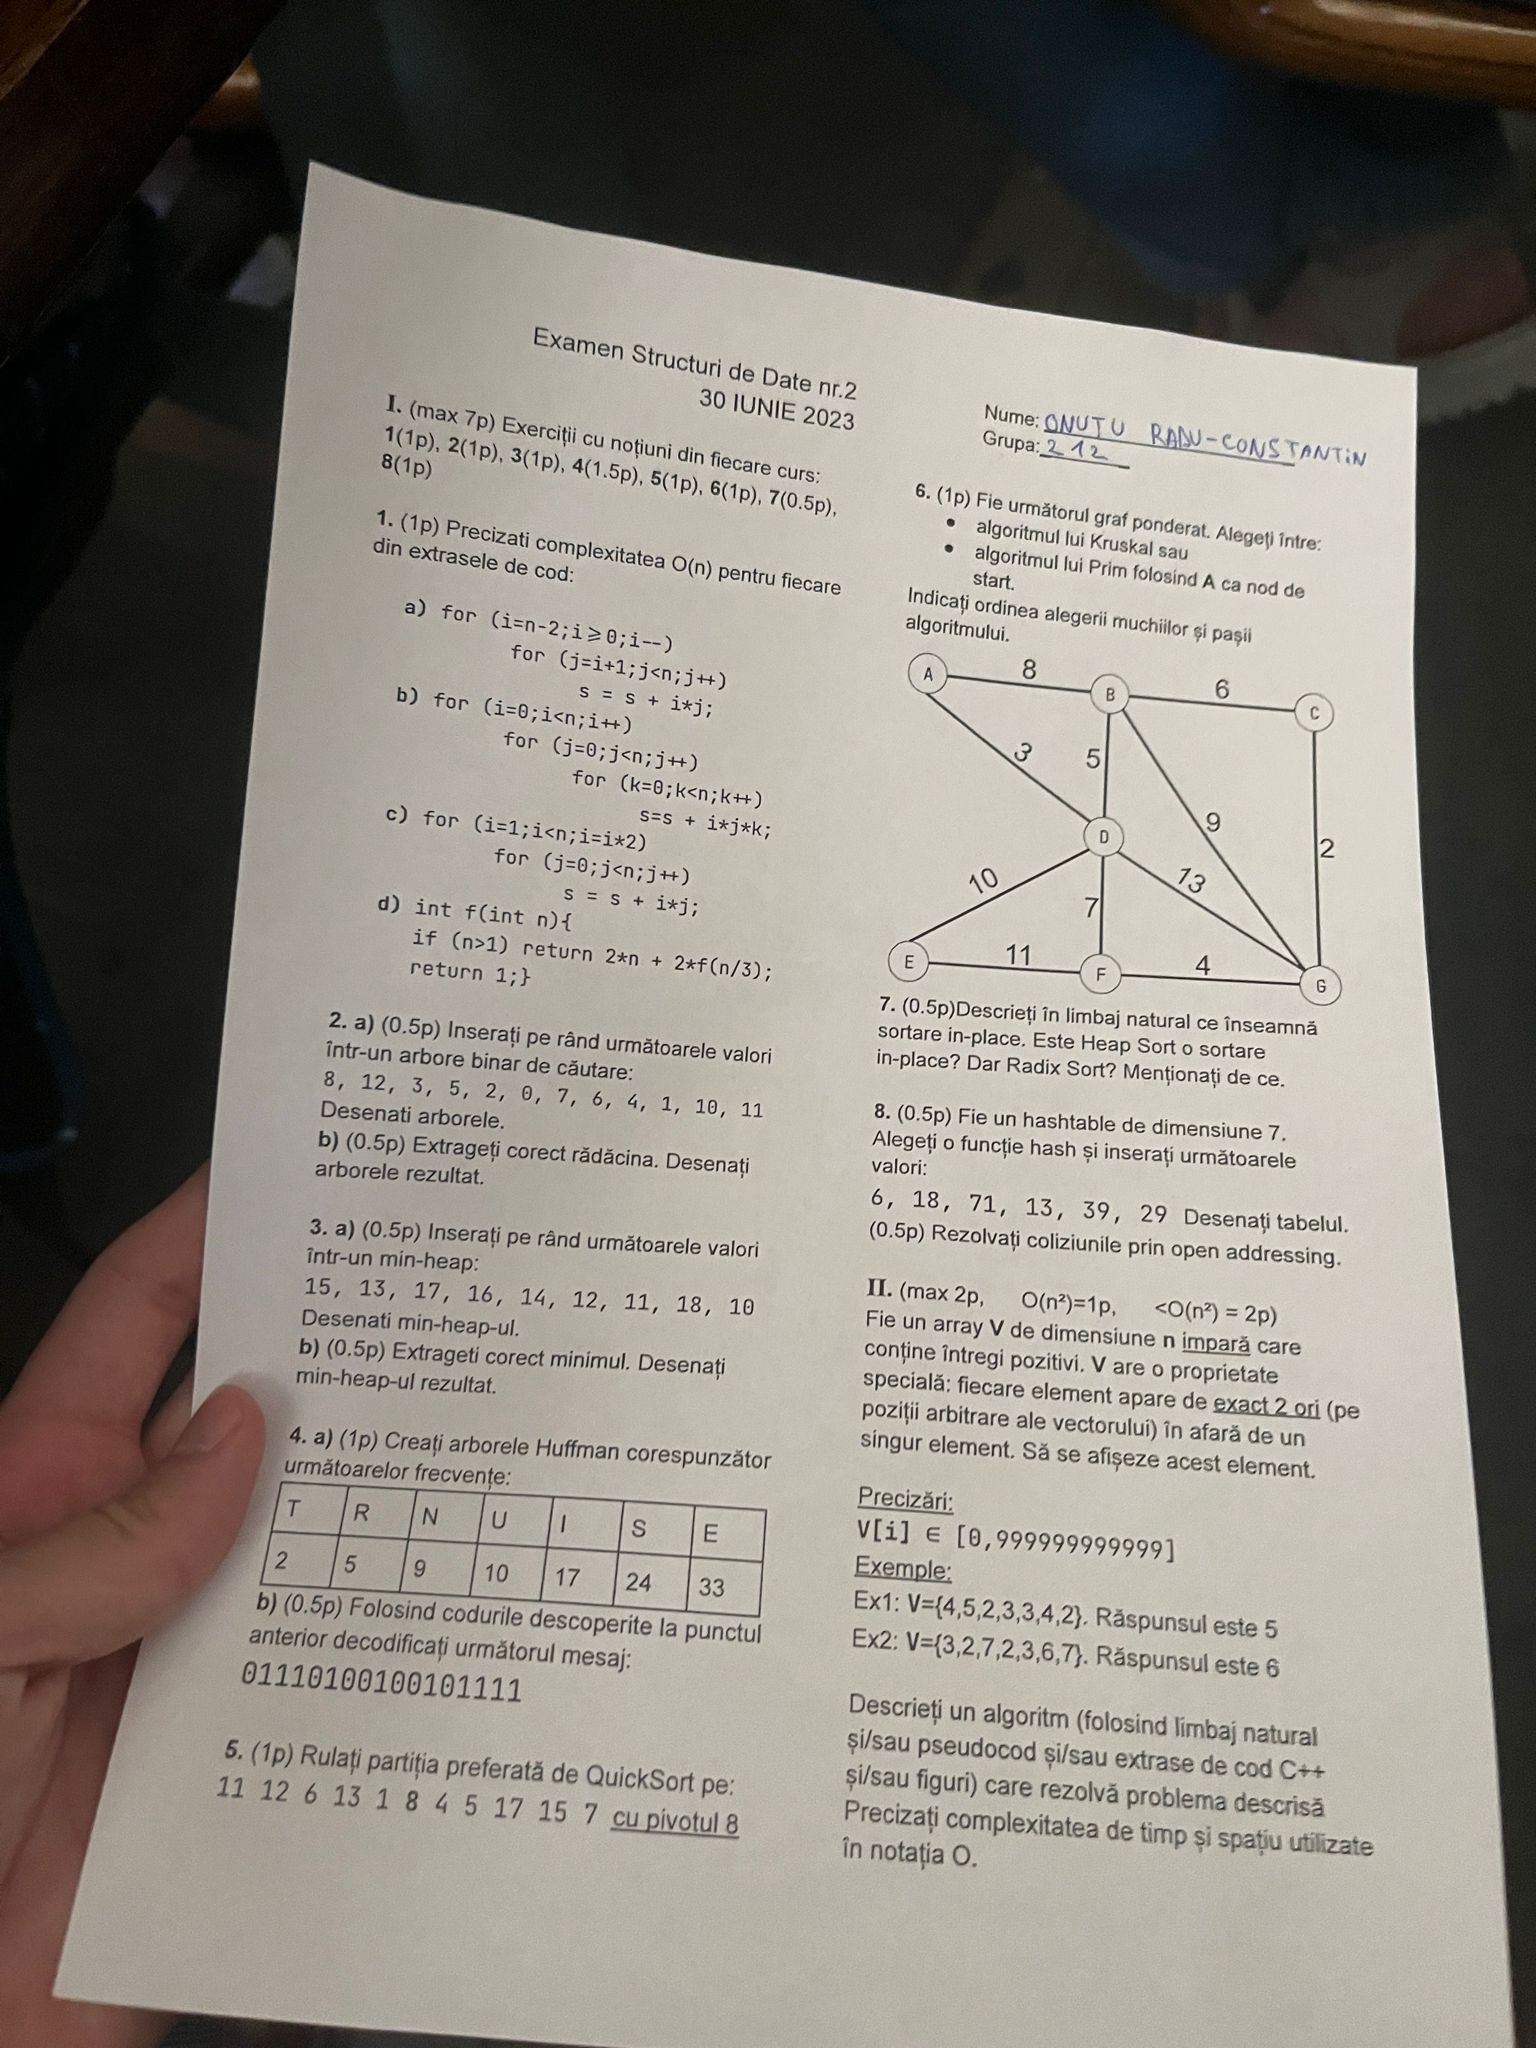 Examen Structuri de Date nr.2
30 IUNIE 2023
Nume: ONUȚU RADU-CONSTANTIN
Grupa: 212
I. (max 7p) Exerciții cu noțiuni din fiecare curs:
1(1p), 2(1p), 3(1p), 4(1.5p), 5(1p), 6(1p), 7(0.5p),
8(1p)
1. (1p) Precizati complexitatea O(n) pentru fiecare
din extrasele de cod:
a) for (i=n-2;i⩾0;i--)
for (j=i+1;j<n;j++)
s = s + i*j;
b) for (i=0;i<n;i++)
for (j=0;j<n;j++)
for (k=0;k<n;k++)
s=s + i*j*k;
c) for (i=1;i<n;i=i*2)
for (j=0;j<n;j++)
s = s + i*j;
d) int f(int n){
if (n>1) return 2*n + 2*f(n/3);
return 1;}
2. a) (0.5p) Inserați pe rând următoarele valori
într-un arbore binar de căutare:
8, 12, 3, 5, 2, 0, 7, 6, 4, 1, 10, 11
Desenati arborele.
b) (0.5p) Extrageți corect rădăcina. Desenați
arborele rezultat.
3. a) (0.5p) Inserați pe rând următoarele valori
într-un min-heap:
15, 13, 17, 16, 14, 12, 11, 18, 10
Desenati min-heap-ul.
b) (0.5p) Extrageti corect minimul. Desenați
min-heap-ul rezultat.
4. a) (1p) Creați arborele Huffman corespunzător
următoarelor frecvențe:
T R N U I S E
2 5 9 10 17 24 33
b) (0.5p) Folosind codurile descoperite la punctul
anterior decodificați următorul mesaj:
01110100100101111
5. (1p) Rulați partiția preferată de QuickSort pe:
11 12 6 13 1 8 4 5 17 15 7 cu pivotul 8
6. (1p) Fie următorul graf ponderat. Alegeți între:
• algoritmul lui Kruskal sau
• algoritmul lui Prim folosind A ca nod de
start.
Indicați ordinea alegerii muchiilor și pașii
algoritmului.
A 8 B 6 C
3 5 9 2
D
10 7 13
E 11 F 4 G
7. (0.5p)Descrieți în limbaj natural ce înseamnă
sortare in-place. Este Heap Sort o sortare
in-place? Dar Radix Sort? Menționați de ce.
8. (0.5p) Fie un hashtable de dimensiune 7.
Alegeți o funcție hash și inserați următoarele
valori:
6, 18, 71, 13, 39, 29 Desenați tabelul.
(0.5p) Rezolvați coliziunile prin open addressing.
II. (max 2p, O(n²)=1p, <O(n²) = 2p)
Fie un array V de dimensiune n impară care
conține întregi pozitivi. V are o proprietate
specială: fiecare element apare de exact 2 ori (pe
poziții arbitrare ale vectorului) în afară de un
singur element. Să se afișeze acest element.
Precizări:
V[i] ∈ [0,999999999999]
Exemple:
Ex1: V={4,5,2,3,3,4,2}. Răspunsul este 5
Ex2: V={3,2,7,2,3,6,7}. Răspunsul este 6
Descrieți un algoritm (folosind limbaj natural
și/sau pseudocod și/sau extrase de cod C++
și/sau figuri) care rezolvă problema descrisă
Precizați complexitatea de timp și spațiu utilizate
în notația O.